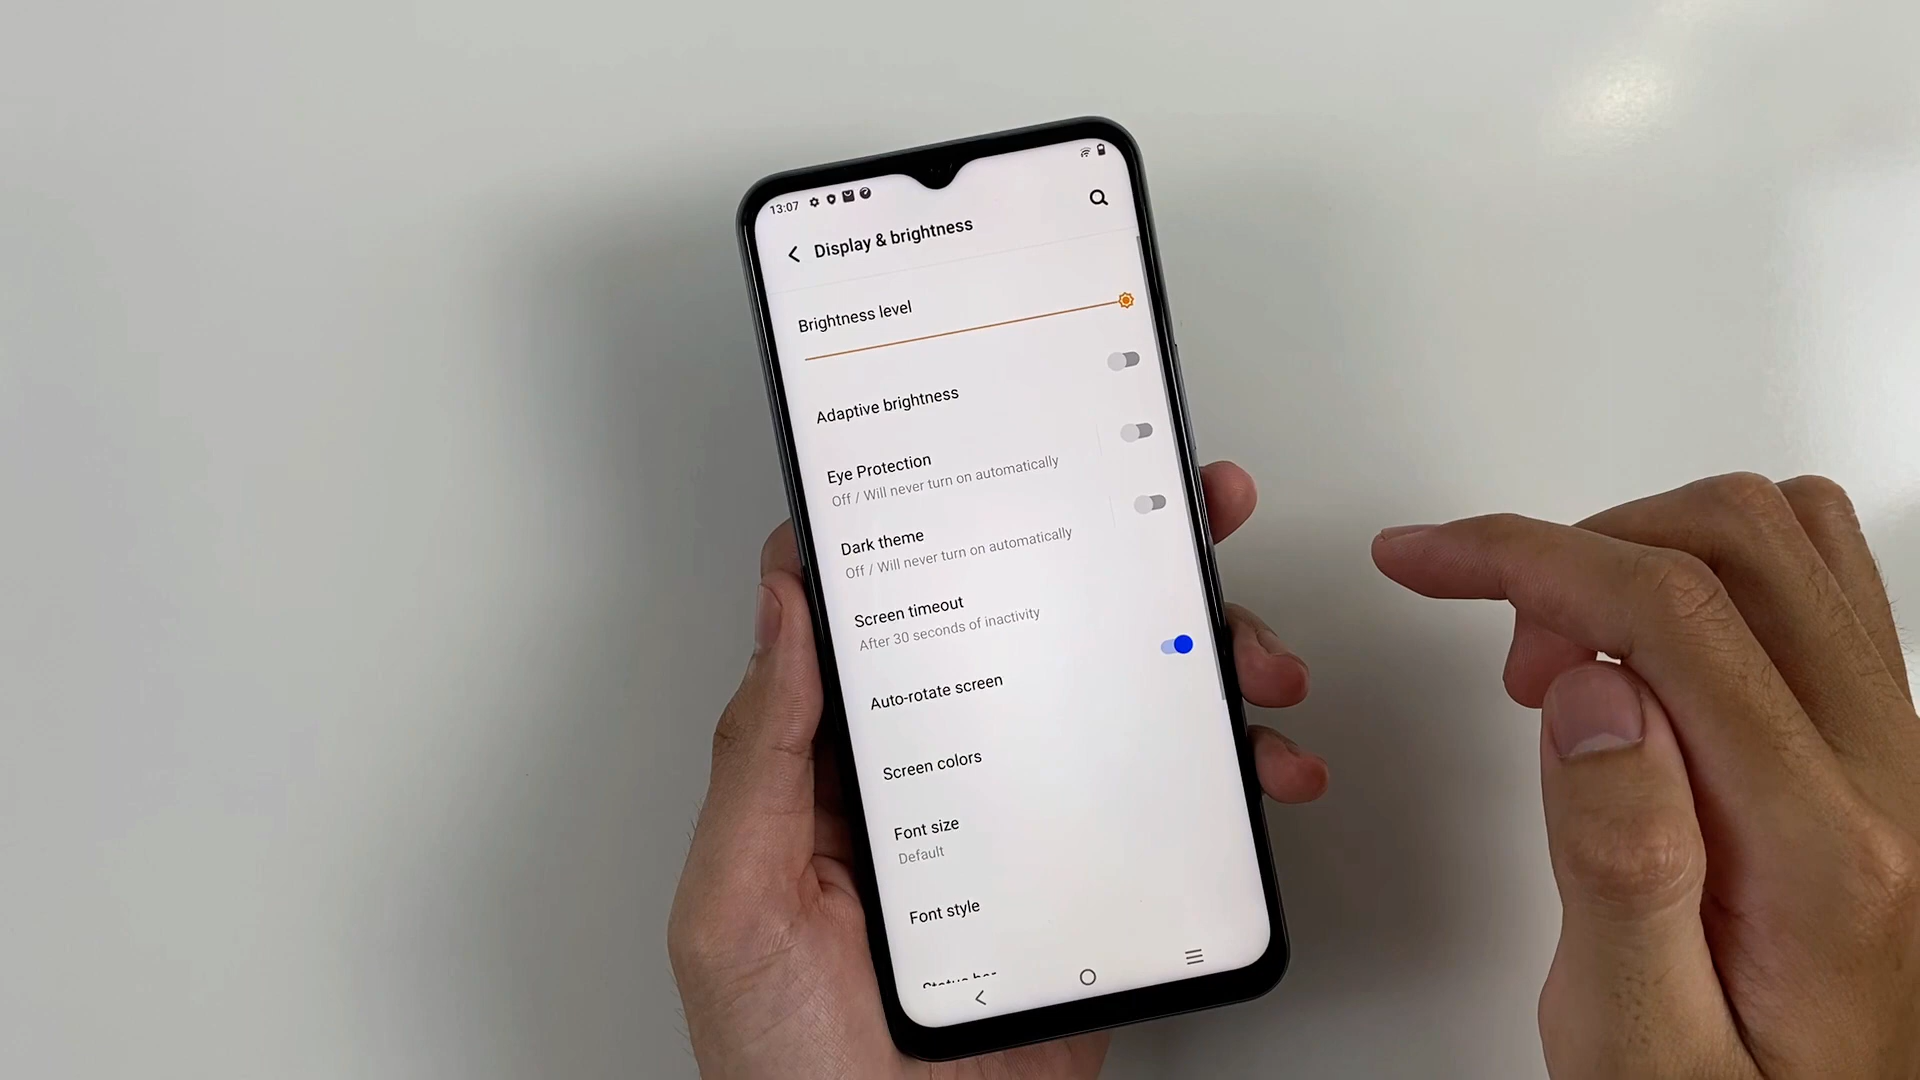 13:07
Display & brightness
Brightness level
Adaptive brightness
Eye Protection
Off / Will never turn on automatically
Dark theme
Off / Will never turn on automatically
Screen timeout
After 30 seconds of inactivity
Auto-rotate screen
Screen colors
Font size
Default
Font style
Status bar